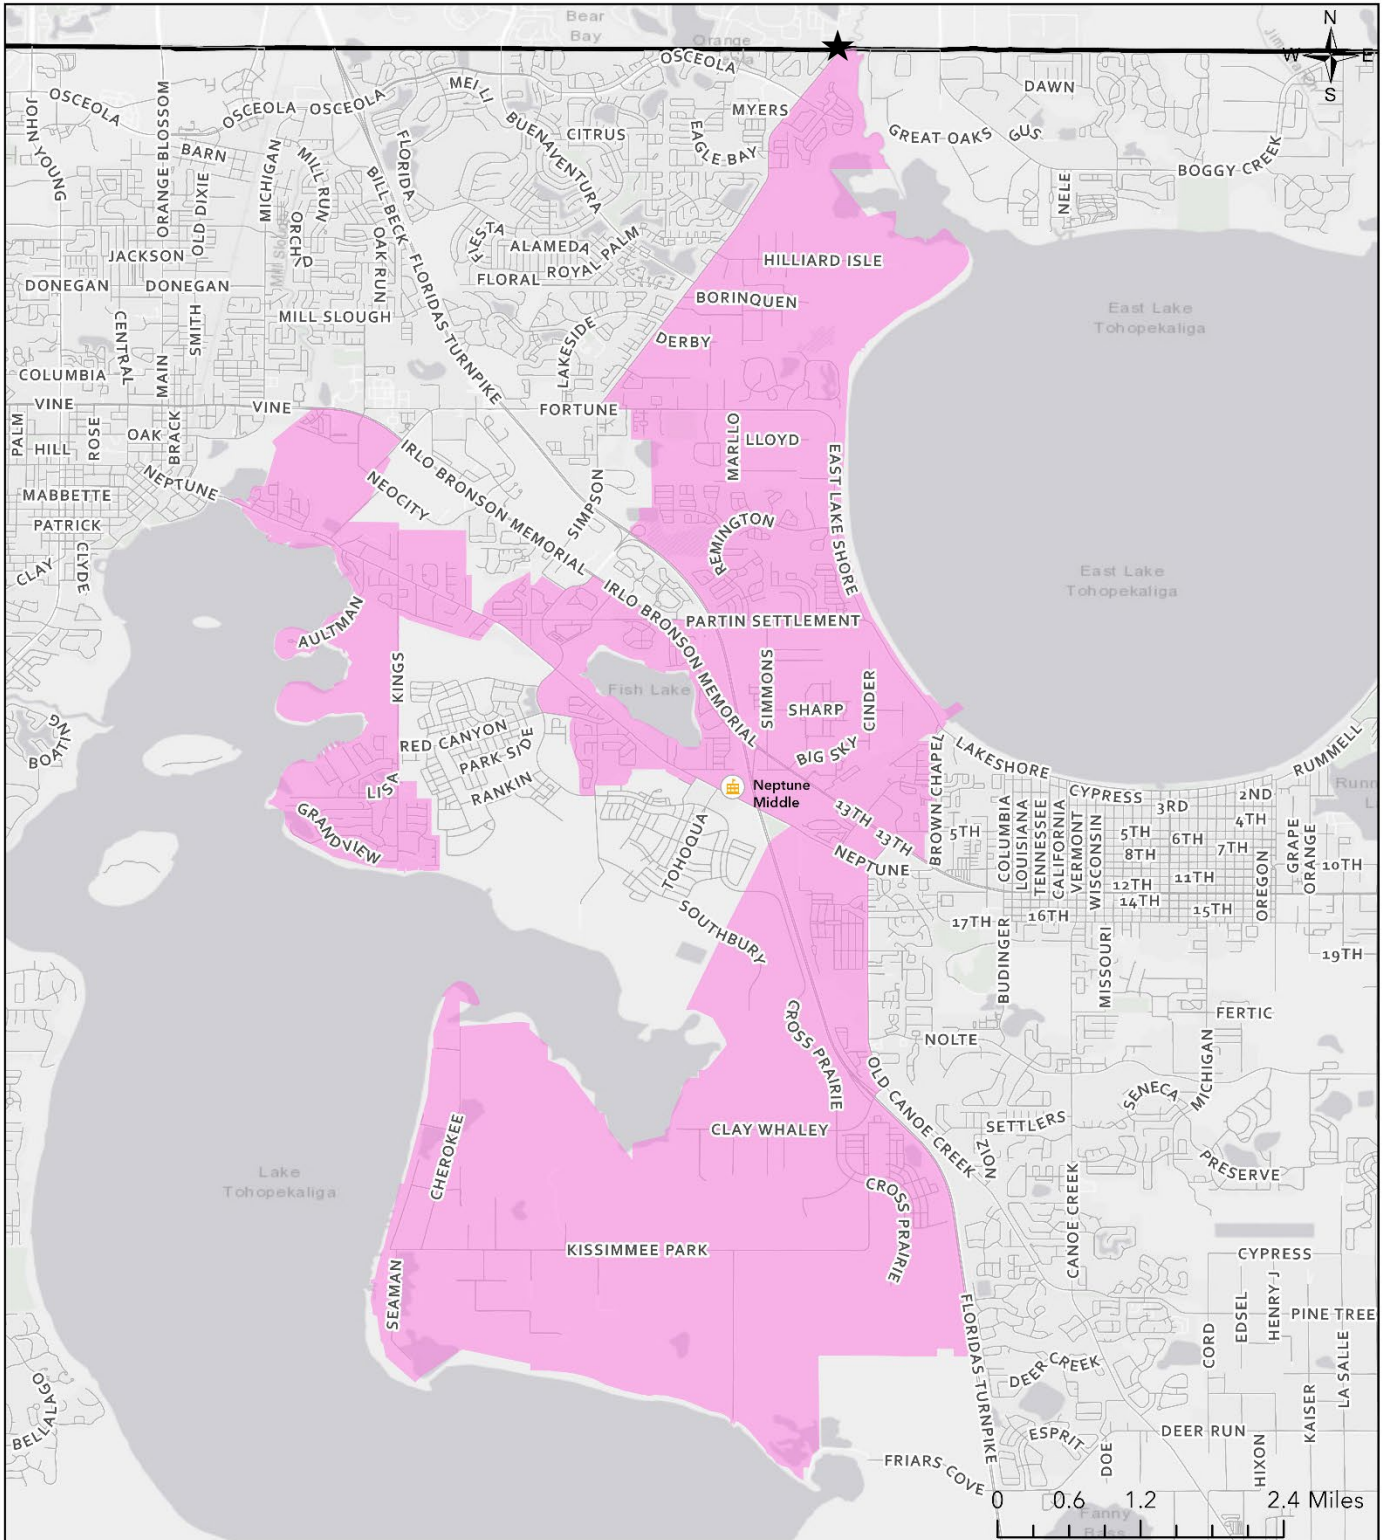 Bear
Bay
Orange
N
W
E
S
OSCEOLA
MYERS
DAWN
GREAT OAKS
GUS
BOGGY CREEK
NELE
JOHN YOUNG
OSCEOLA
ORANGE BLOSSOM
OSCEOLA
OSCEOLA
BARN
OLD DIXIE
MICHIGAN
MILL RUN
ORCHID
BILL BECK
OAK RUN
FLORIDA
MEI LI
BUENAVENTURA
CITRUS
EAGLE BAY
FIESTA
ALAMEDA
FLORAL
ROYAL PALM
HILLIARD ISLE
BORINQUEN
DERBY
JACKSON
DONEGAN
DONEGAN
Mill Slough
MILL SLOUGH
FLORIDAS TURNPIKE
LAKESIDE
CENTRAL
SMITH
MAIN
COLUMBIA
VINE
VINE
FORTUNE
East Lake
Tohopekaliga
PALM
HILL
ROSE
OAK
BRACK
MABBETTE
NEPTUNE
PATRICK
CLAY
CLYDE
NEOCITY
IRLO BRONSON MEMORIAL
SIMPSON
MARLLO
LLOYD
EAST LAKE SHORE
REMINGTON
East Lake
Tohopekaliga
AULTMAN
IRLO BRONSON MEMORIAL
PARTIN SETTLEMENT
KINGS
Fish Lake
SIMMONS
SHARP
CINDER
BIG SKY
BOATING
RED CANYON
PARK SIDE
RANKIN
LISA
GRANDVIEW
Neptune
Middle
13TH
13TH
NEPTUNE
TOHOQUA
SOUTHBURY
BROWN CHAPEL
LAKESHORE
CYPRESS
RUMMELL
3RD
2ND
4TH
5TH
5TH
6TH
7TH
8TH
10TH
11TH
12TH
14TH
15TH
16TH
17TH
19TH
COLUMBIA
LOUISIANA
TENNESSEE
CALIFORNIA
VERMONT
WISCONSIN
OREGON
GRAPE
ORANGE
BUDINGER
MISSOURI
FERTIC
NOLTE
CROSS PRAIRIE
OLD CANOE CREEK
MICHIGAN
SENECA
SETTLERS
ZION
PRESERVE
CLAY WHALEY
CHEROKEE
Lake
Tohopekaliga
CROSS PRAIRIE
CANOE CREEK
KISSIMMEE PARK
CYPRESS
SEAMAN
FLORIDAS TURNPIKE
EDSEL
HENRY J
PINE TREE
CORD
LA SALLE
DEER CREEK
KAISER
BELLALAGO
ESPRIT
DOE
DEER RUN
HIXON
FRIARS COVE
0 0.6 1.2 2.4 Miles
Fanny
Bass